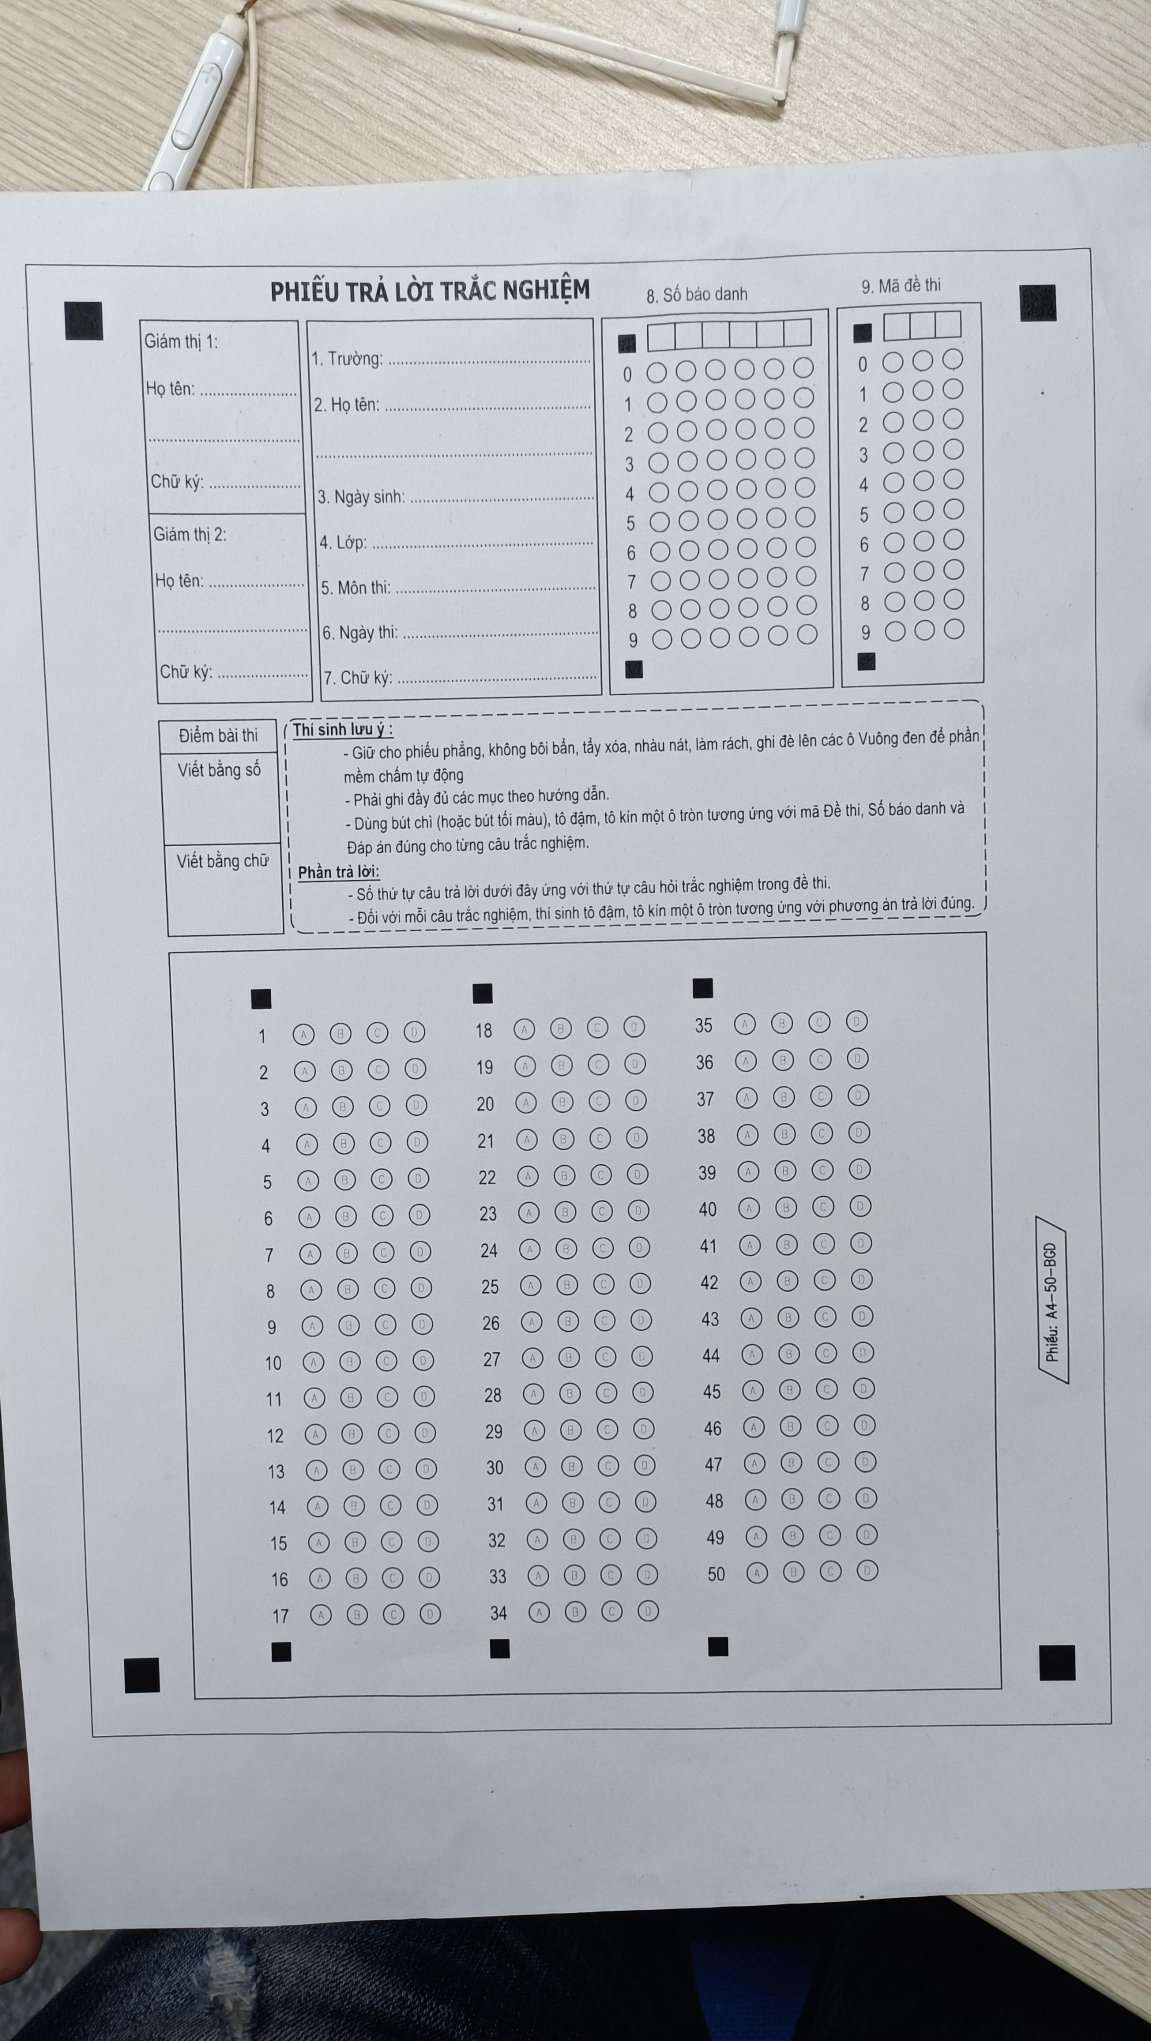 PHIẾU TRẢ LỜI TRẮC NGHIỆM
Giám thị 1:
Họ tên:
Chữ ký:
Giám thị 2:
Họ tên:
Chữ ký:
1. Trường:
2. Họ tên:
3. Ngày sinh:
4. Lớp:
5. Môn thi:
6. Ngày thi:
7. Chữ ký:
8. Số báo danh
0
1
2
3
4
5
6
7
8
9
9. Mã đề thi
0
1
2
3
4
5
6
7
8
9
Điểm bài thi
Viết bằng số
Viết bằng chữ
Thí sinh lưu ý :
- Giữ cho phiếu phẳng, không bôi bẩn, tẩy xóa, nhàu nát, làm rách, ghi đè lên các ô Vuông đen để phần
mềm chấm tự động
- Phải ghi đầy đủ các mục theo hướng dẫn.
- Dùng bút chì (hoặc bút tối màu), tô đậm, tô kín một ô tròn tương ứng với mã Đề thi, Số báo danh và
Đáp án đúng cho từng câu trắc nghiệm.
Phần trả lời:
- Số thứ tự câu trả lời dưới đây ứng với thứ tự câu hỏi trắc nghiệm trong đề thi.
- Đối với mỗi câu trắc nghiệm, thí sinh tô đậm, tô kín một ô tròn tương ứng với phương án trả lời đúng.
1 A B C D
2 A B C D
3 A B C D
4 A B C D
5 A B C D
6 A B C D
7 A B C D
8 A B C D
9 A B C D
10 A B C D
11 A B C D
12 A B C D
13 A B C D
14 A B C D
15 A B C D
16 A B C D
17 A B C D
18 A B C D
19 A B C D
20 A B C D
21 A B C D
22 A B C D
23 A B C D
24 A B C D
25 A B C D
26 A B C D
27 A B C D
28 A B C D
29 A B C D
30 A B C D
31 A B C D
32 A B C D
33 A B C D
34 A B C D
35 A B C D
36 A B C D
37 A B C D
38 A B C D
39 A B C D
40 A B C D
41 A B C D
42 A B C D
43 A B C D
44 A B C D
45 A B C D
46 A B C D
47 A B C D
48 A B C D
49 A B C D
50 A B C D
Phiếu: A4-50-BGD